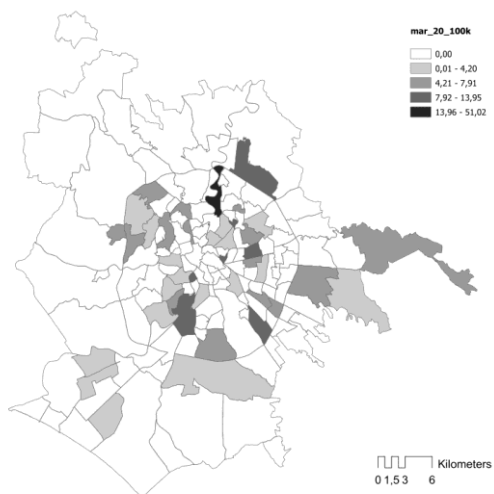 mar_20_100k
0,00
0,01 - 4,20
4,21 - 7,91
7,92 - 13,95
13,96 - 51,02
Kilometers
0 1,5 3 6